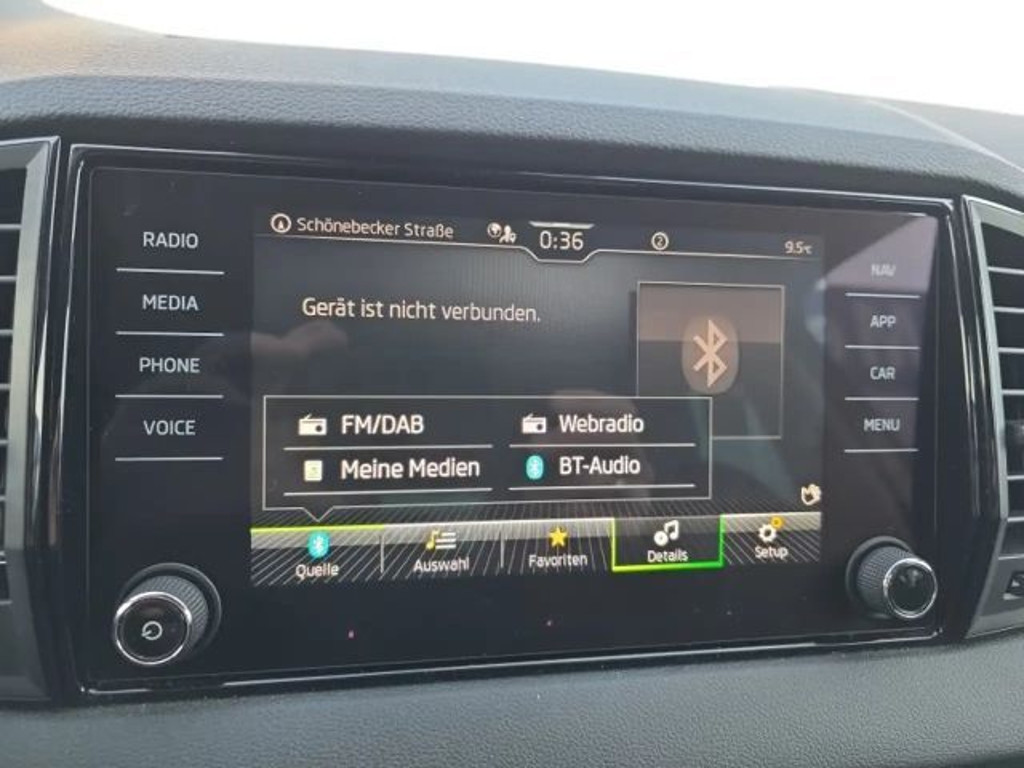 RADIO
MEDIA
PHONE
VOICE
Schönebecker Straße
0:36
2
9.5°C
Gerät ist nicht verbunden.
FM/DAB
Webradio
Meine Medien
BT-Audio
Quelle
Auswahl
Favoriten
Details
Setup
NAV
APP
CAR
MENU